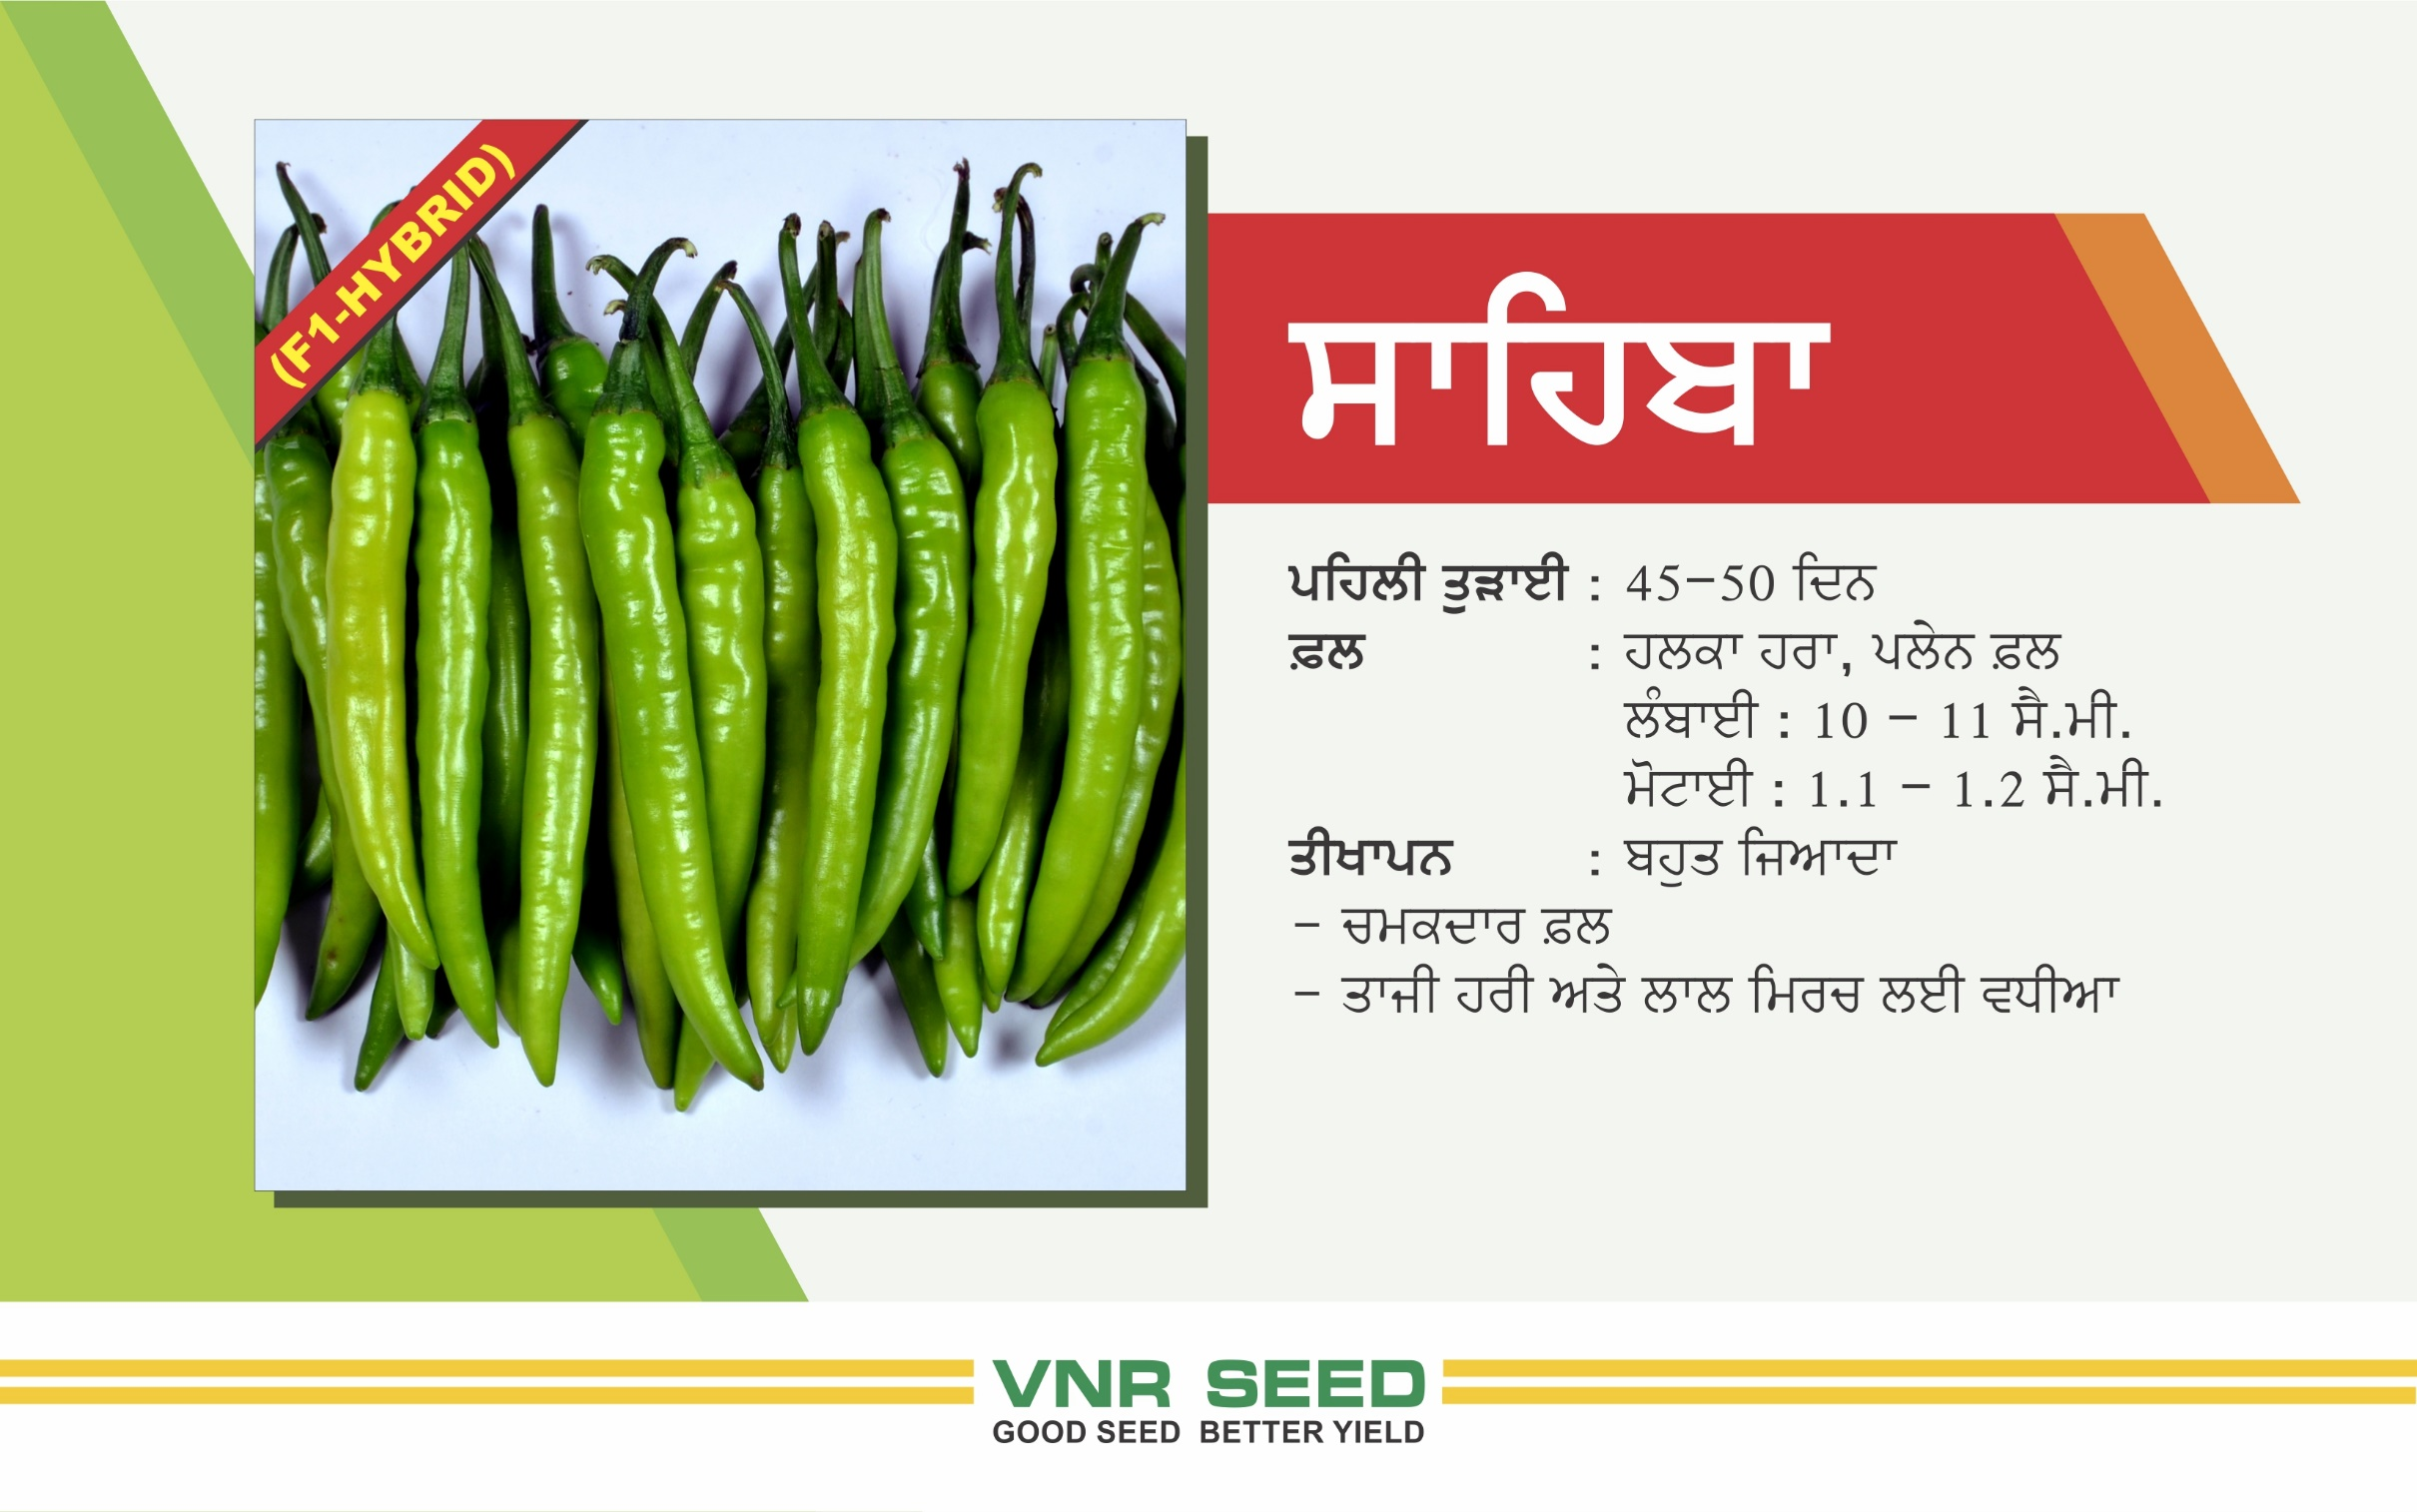 (F1-HYBRID)
ਸਾਹਿਬਾ
ਪਹਿਲੀ ਤੁੜਾਈ : 45-50 ਦਿਨ
ਫ਼ਲ : ਹਲਕਾ ਹਰਾ, ਪਲੇਨ ਫ਼ਲ
ਲੰਬਾਈ : 10 - 11 ਸੈ.ਮੀ.
ਮੋਟਾਈ : 1.1 - 1.2 ਸੈ.ਮੀ.
ਤੀਖਾਪਨ : ਬਹੁਤ ਜਿਆਦਾ
- ਚਮਕਦਾਰ ਫ਼ਲ
- ਤਾਜੀ ਹਰੀ ਅਤੇ ਲਾਲ ਮਿਰਚ ਲਈ ਵਧੀਆ
VNR SEED
GOOD SEED BETTER YIELD